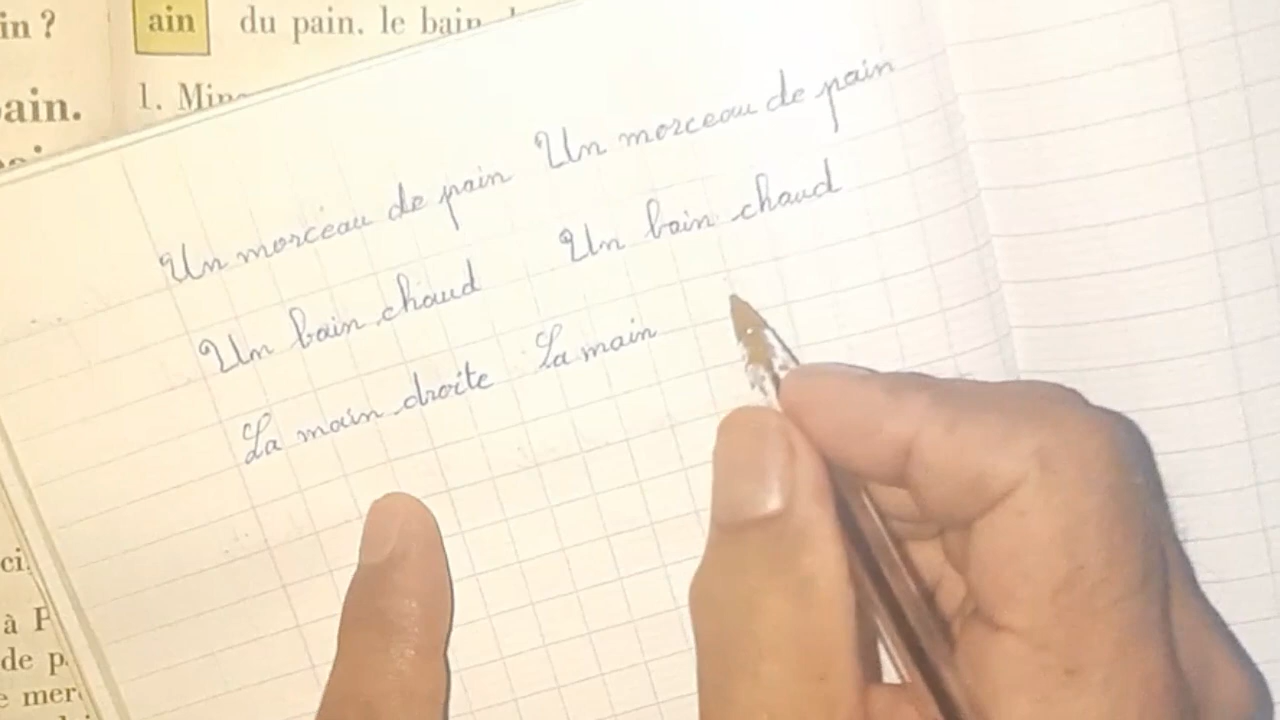 in ?
ain du pain. le bain
1.
ain.
Un morceau de pain Un morceau de pain
Un bain chaud Un bain chaud
La main droite La main
ci.
à P
de p
mer